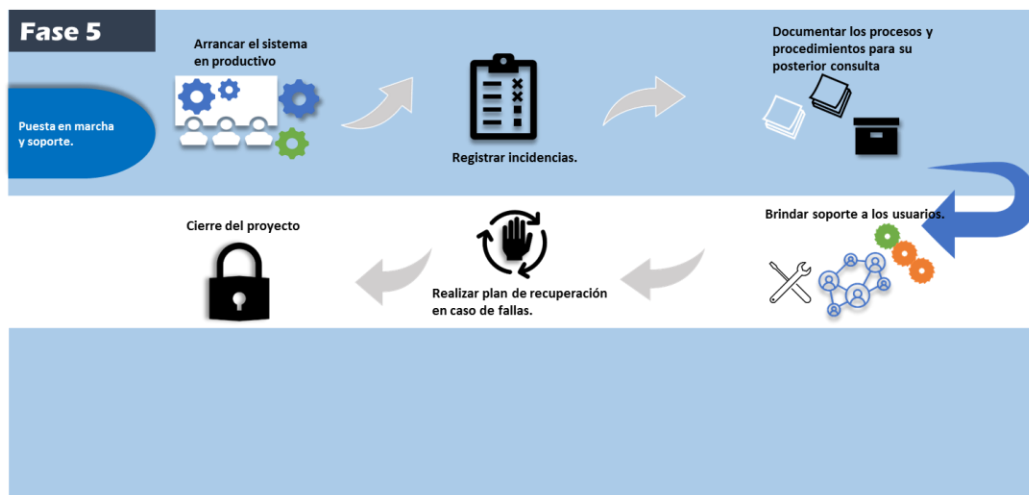 Fase 5
Puesta en marcha
y soporte.
Arrancar el sistema
en productivo
Registrar incidencias.
Documentar los procesos y
procedimientos para su
posterior consulta
Brindar soporte a los usuarios.
Realizar plan de recuperación
en caso de fallas.
Cierre del proyecto